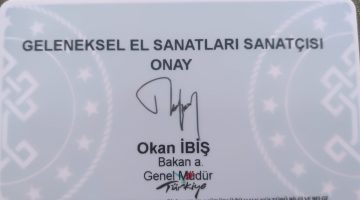 GELENEKSEL EL SANATLARI SANATÇISI
ONAY
Okan İBİŞ
Bakan a.
Genel Müdür
Türkiye